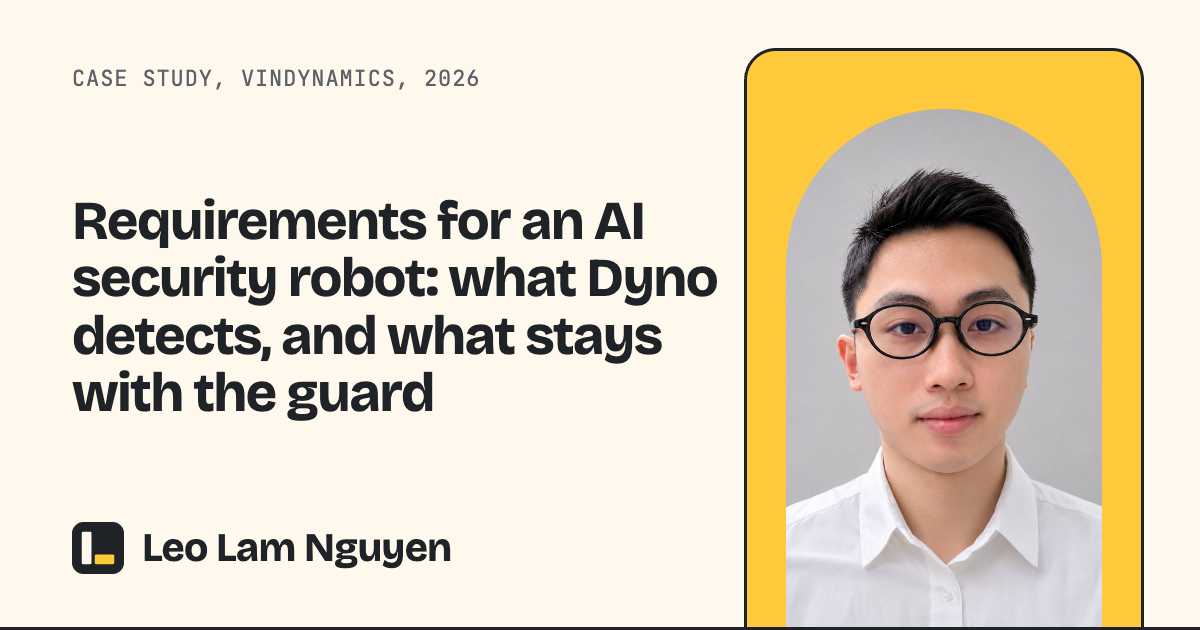 CASE STUDY, VINDYNAMICS, 2026
Requirements for an AI
security robot: what Dyno
detects, and what stays
with the guard
Leo Lam Nguyen